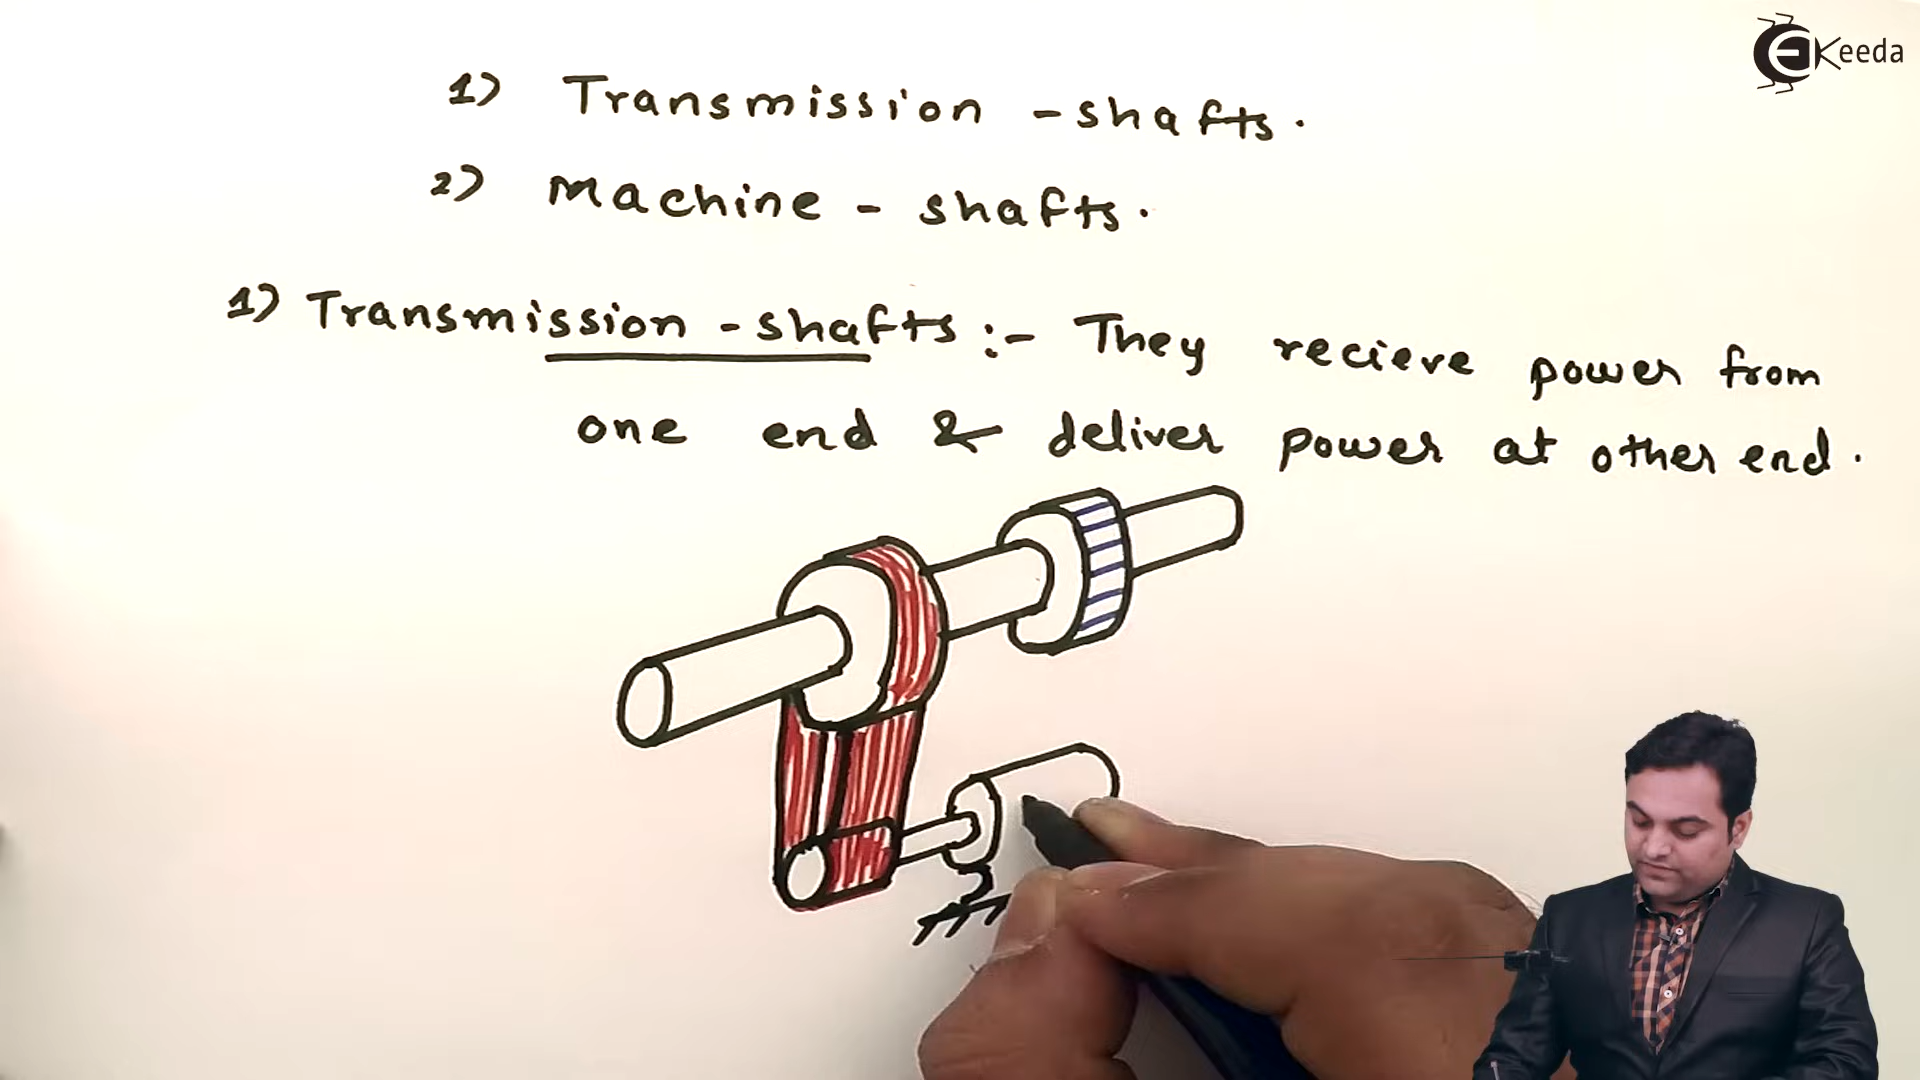 Ekeeda
1) Transmission - shafts.
2) Machine - shafts.
1) Transmission - shafts :- They recieve power from
one end & deliver power at other end.